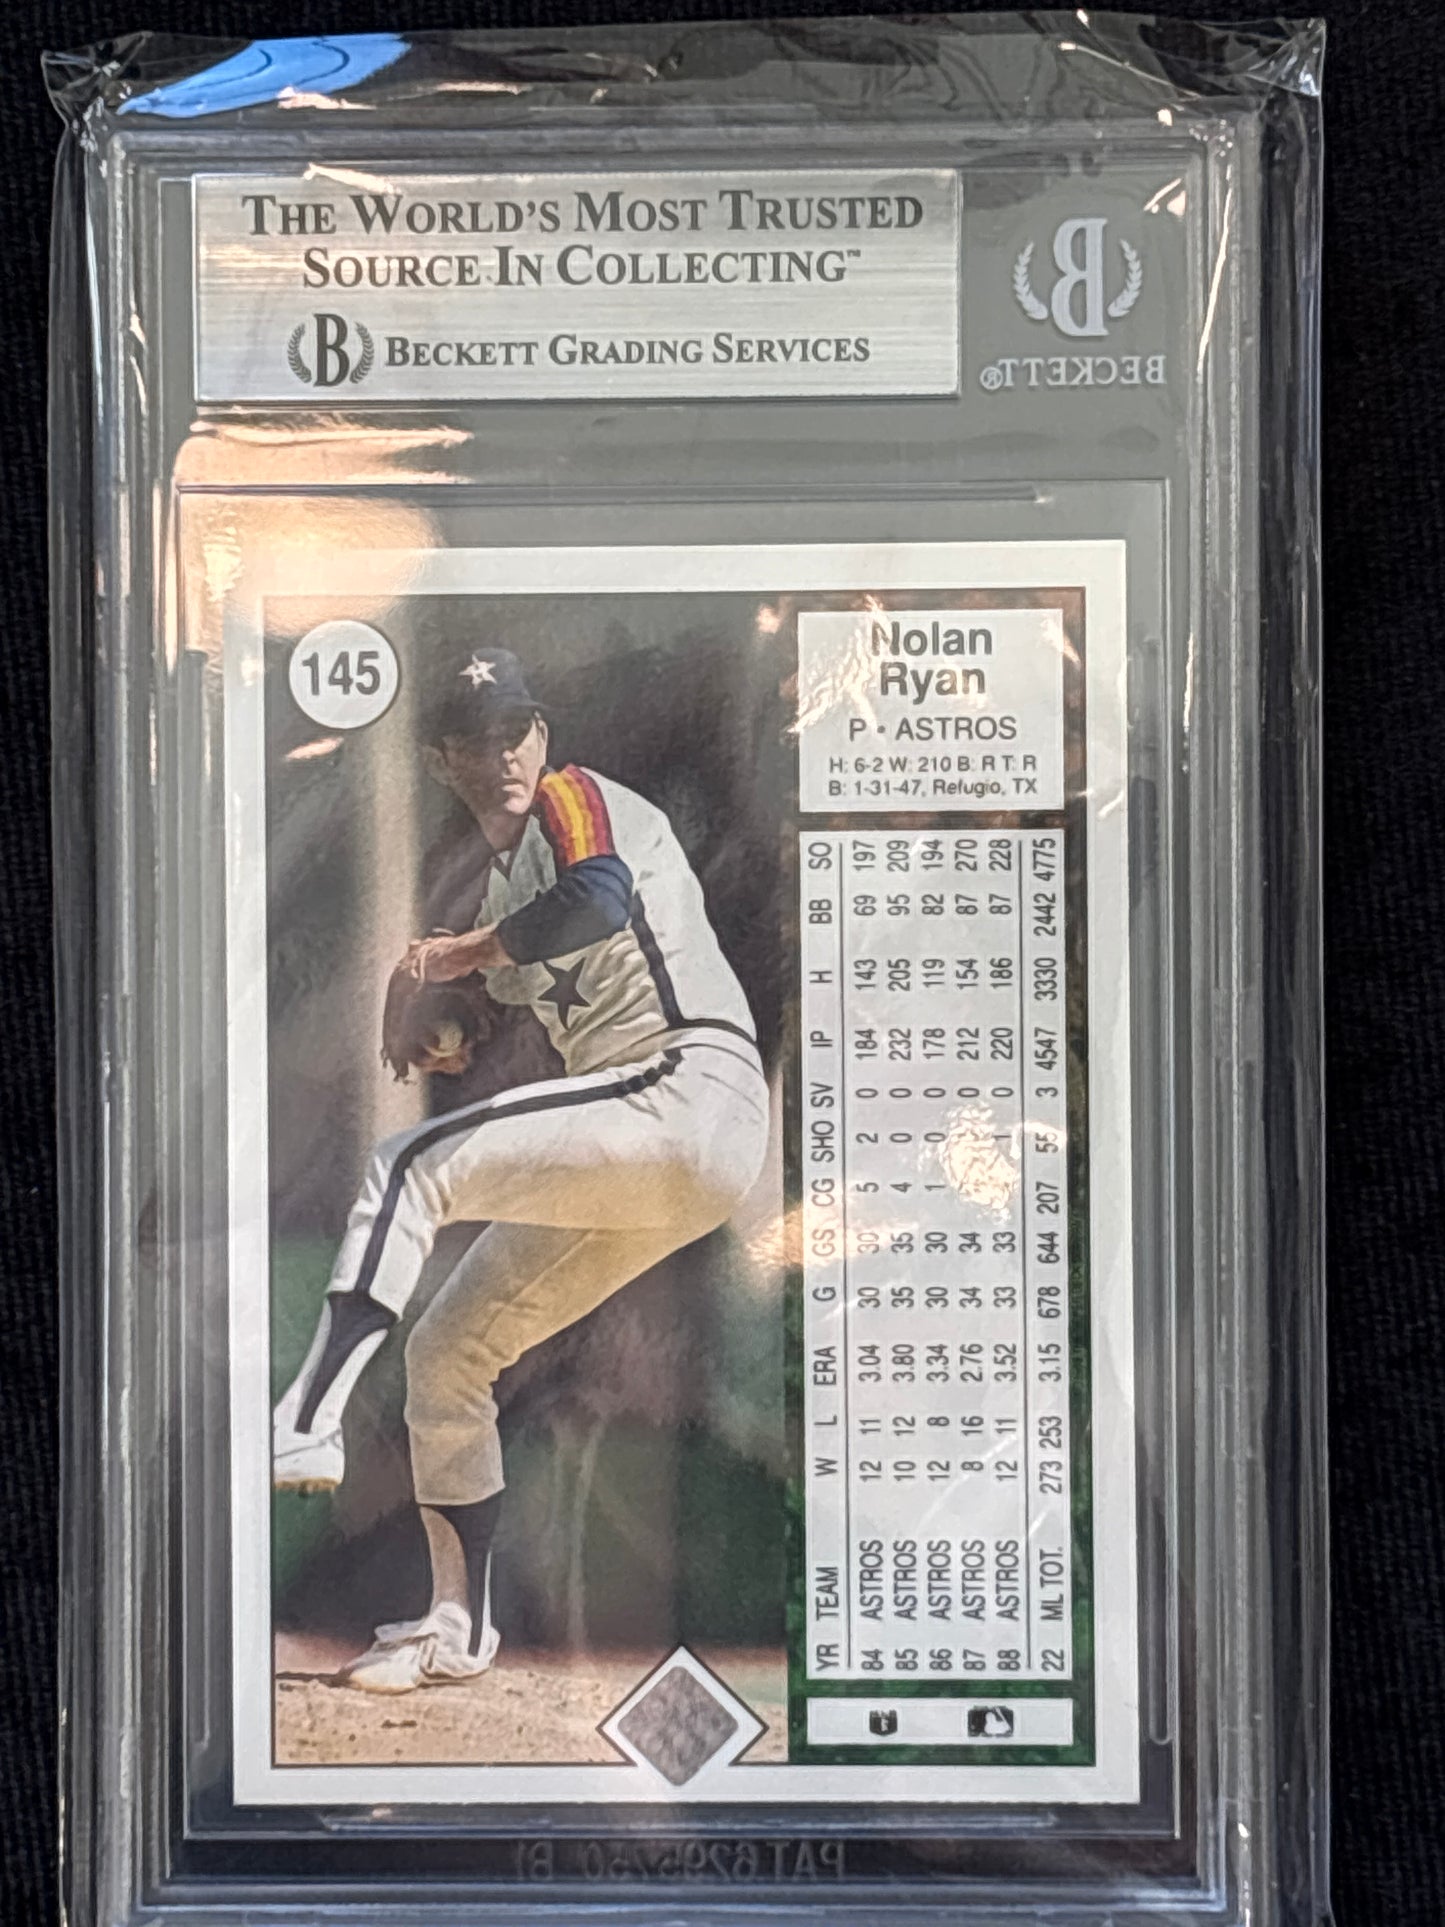 THE WORLD'S MOST TRUSTED
SOURCE IN COLLECTING™
B BECKETT GRADING SERVICES
B
BECKETT®
145
Nolan
Ryan
P • ASTROS
H: 6-2 W: 210 B: R T: R
B: 1-31-47, Refugio, TX
YR TEAM W L ERA G GS CG SHO SV IP H BB SO
84 ASTROS 12 11 3.04 30 30 5 2 0 184 143 69 197
85 ASTROS 10 12 3.80 35 35 4 0 0 232 205 95 209
86 ASTROS 12 8 3.34 30 30 1 0 0 178 119 82 194
87 ASTROS 8 16 2.76 34 34 0 212 154 87 270
88 ASTROS 12 11 3.52 33 33 1 0 220 186 87 228
22 ML TOT. 273 253 3.15 678 644 207 55 3 4547 3330 2442 4775
PAT 6295750 B1